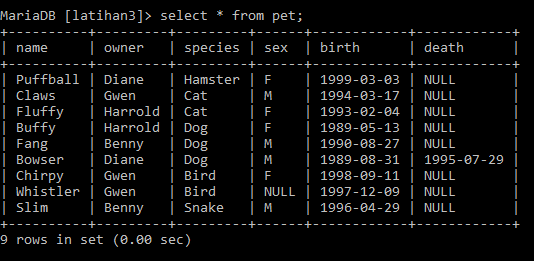 MariaDB [latihan3]> select * from pet;
+----------+---------+---------+------+------------+------------+
| name     | owner   | species | sex  | birth      | death      |
+----------+---------+---------+------+------------+------------+
| Puffball | Diane   | Hamster | F    | 1999-03-03 | NULL       |
| Claws    | Gwen    | Cat     | M    | 1994-03-17 | NULL       |
| Fluffy   | Harrold | Cat     | F    | 1993-02-04 | NULL       |
| Buffy    | Harrold | Dog     | F    | 1989-05-13 | NULL       |
| Fang     | Benny   | Dog     | M    | 1990-08-27 | NULL       |
| Bowser   | Diane   | Dog     | M    | 1989-08-31 | 1995-07-29 |
| Chirpy   | Gwen    | Bird    | F    | 1998-09-11 | NULL       |
| Whistler | Gwen    | Bird    | NULL | 1997-12-09 | NULL       |
| Slim     | Benny   | Snake   | M    | 1996-04-29 | NULL       |
+----------+---------+---------+------+------------+------------+
9 rows in set (0.00 sec)